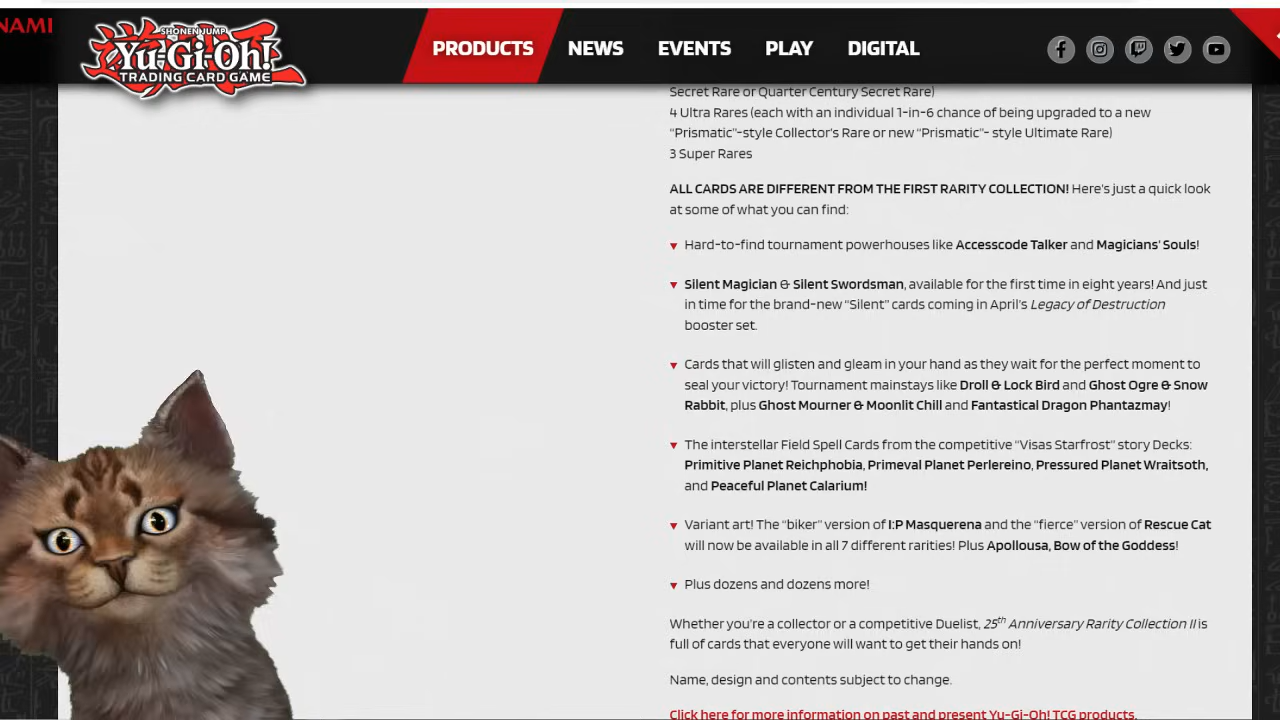 NAMI
SHONEN JUMP
Yu-Gi-Oh!
TRADING CARD GAME
PRODUCTS NEWS EVENTS PLAY DIGITAL
Secret Rare or Quarter Century Secret Rare)
4 Ultra Rares (each with an individual 1-in-6 chance of being upgraded to a new
“Prismatic”-style Collector’s Rare or new “Prismatic”- style Ultimate Rare)
3 Super Rares
ALL CARDS ARE DIFFERENT FROM THE FIRST RARITY COLLECTION! Here’s just a quick look
at some of what you can find:
Hard-to-find tournament powerhouses like Accesscode Talker and Magicians’ Souls!
Silent Magician & Silent Swordsman, available for the first time in eight years! And just
in time for the brand-new “Silent” cards coming in April’s Legacy of Destruction
booster set.
Cards that will glisten and gleam in your hand as they wait for the perfect moment to
seal your victory! Tournament mainstays like Droll & Lock Bird and Ghost Ogre & Snow
Rabbit, plus Ghost Mourner & Moonlit Chill and Fantastical Dragon Phantazmay!
The interstellar Field Spell Cards from the competitive “Visas Starfrost” story Decks:
Primitive Planet Reichphobia, Primeval Planet Perlereino, Pressured Planet Wraitsoth,
and Peaceful Planet Calarium!
Variant art! The “biker” version of I:P Masquerena and the “fierce” version of Rescue Cat
will now be available in all 7 different rarities! Plus Apollousa, Bow of the Goddess!
Plus dozens and dozens more!
Whether you’re a collector or a competitive Duelist, 25th Anniversary Rarity Collection II is
full of cards that everyone will want to get their hands on!
Name, design and contents subject to change.
Click here for more information on past and present Yu-Gi-Oh! TCG products.